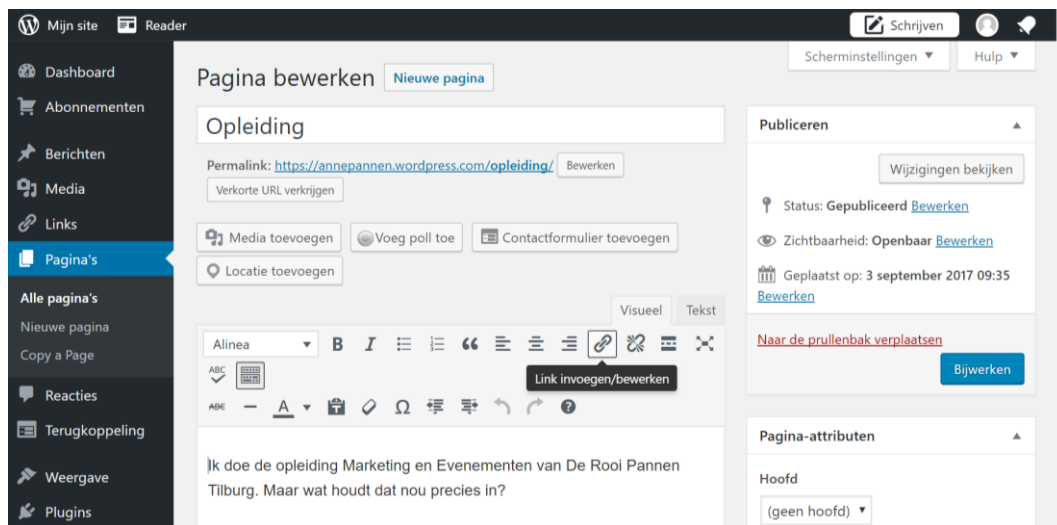 Mijn site Reader Schrijven
Scherminstellingen Hulp
Dashboard
Abonnementen
Berichten
Media
Links
Pagina's
Alle pagina's
Nieuwe pagina
Copy a Page
Reacties
Terugkoppeling
Weergave
Plugins
Pagina bewerken Nieuwe pagina
Opleiding
Permalink: https://annepannen.wordpress.com/opleiding/ Bewerken
Verkorte URL verkrijgen
Media toevoegen Voeg poll toe Contactformulier toevoegen
Locatie toevoegen
Visueel Tekst
Alinea B I
ABC
Link invoegen/bewerken
ABE A Ω
Ik doe de opleiding Marketing en Evenementen van De Rooi Pannen
Tilburg. Maar wat houdt dat nou precies in?
Publiceren
Wijzigingen bekijken
Status: Gepubliceerd Bewerken
Zichtbaarheid: Openbaar Bewerken
Geplaatst op: 3 september 2017 09:35
Bewerken
Naar de prullenbak verplaatsen
Bijwerken
Pagina-attributen
Hoofd
(geen hoofd)